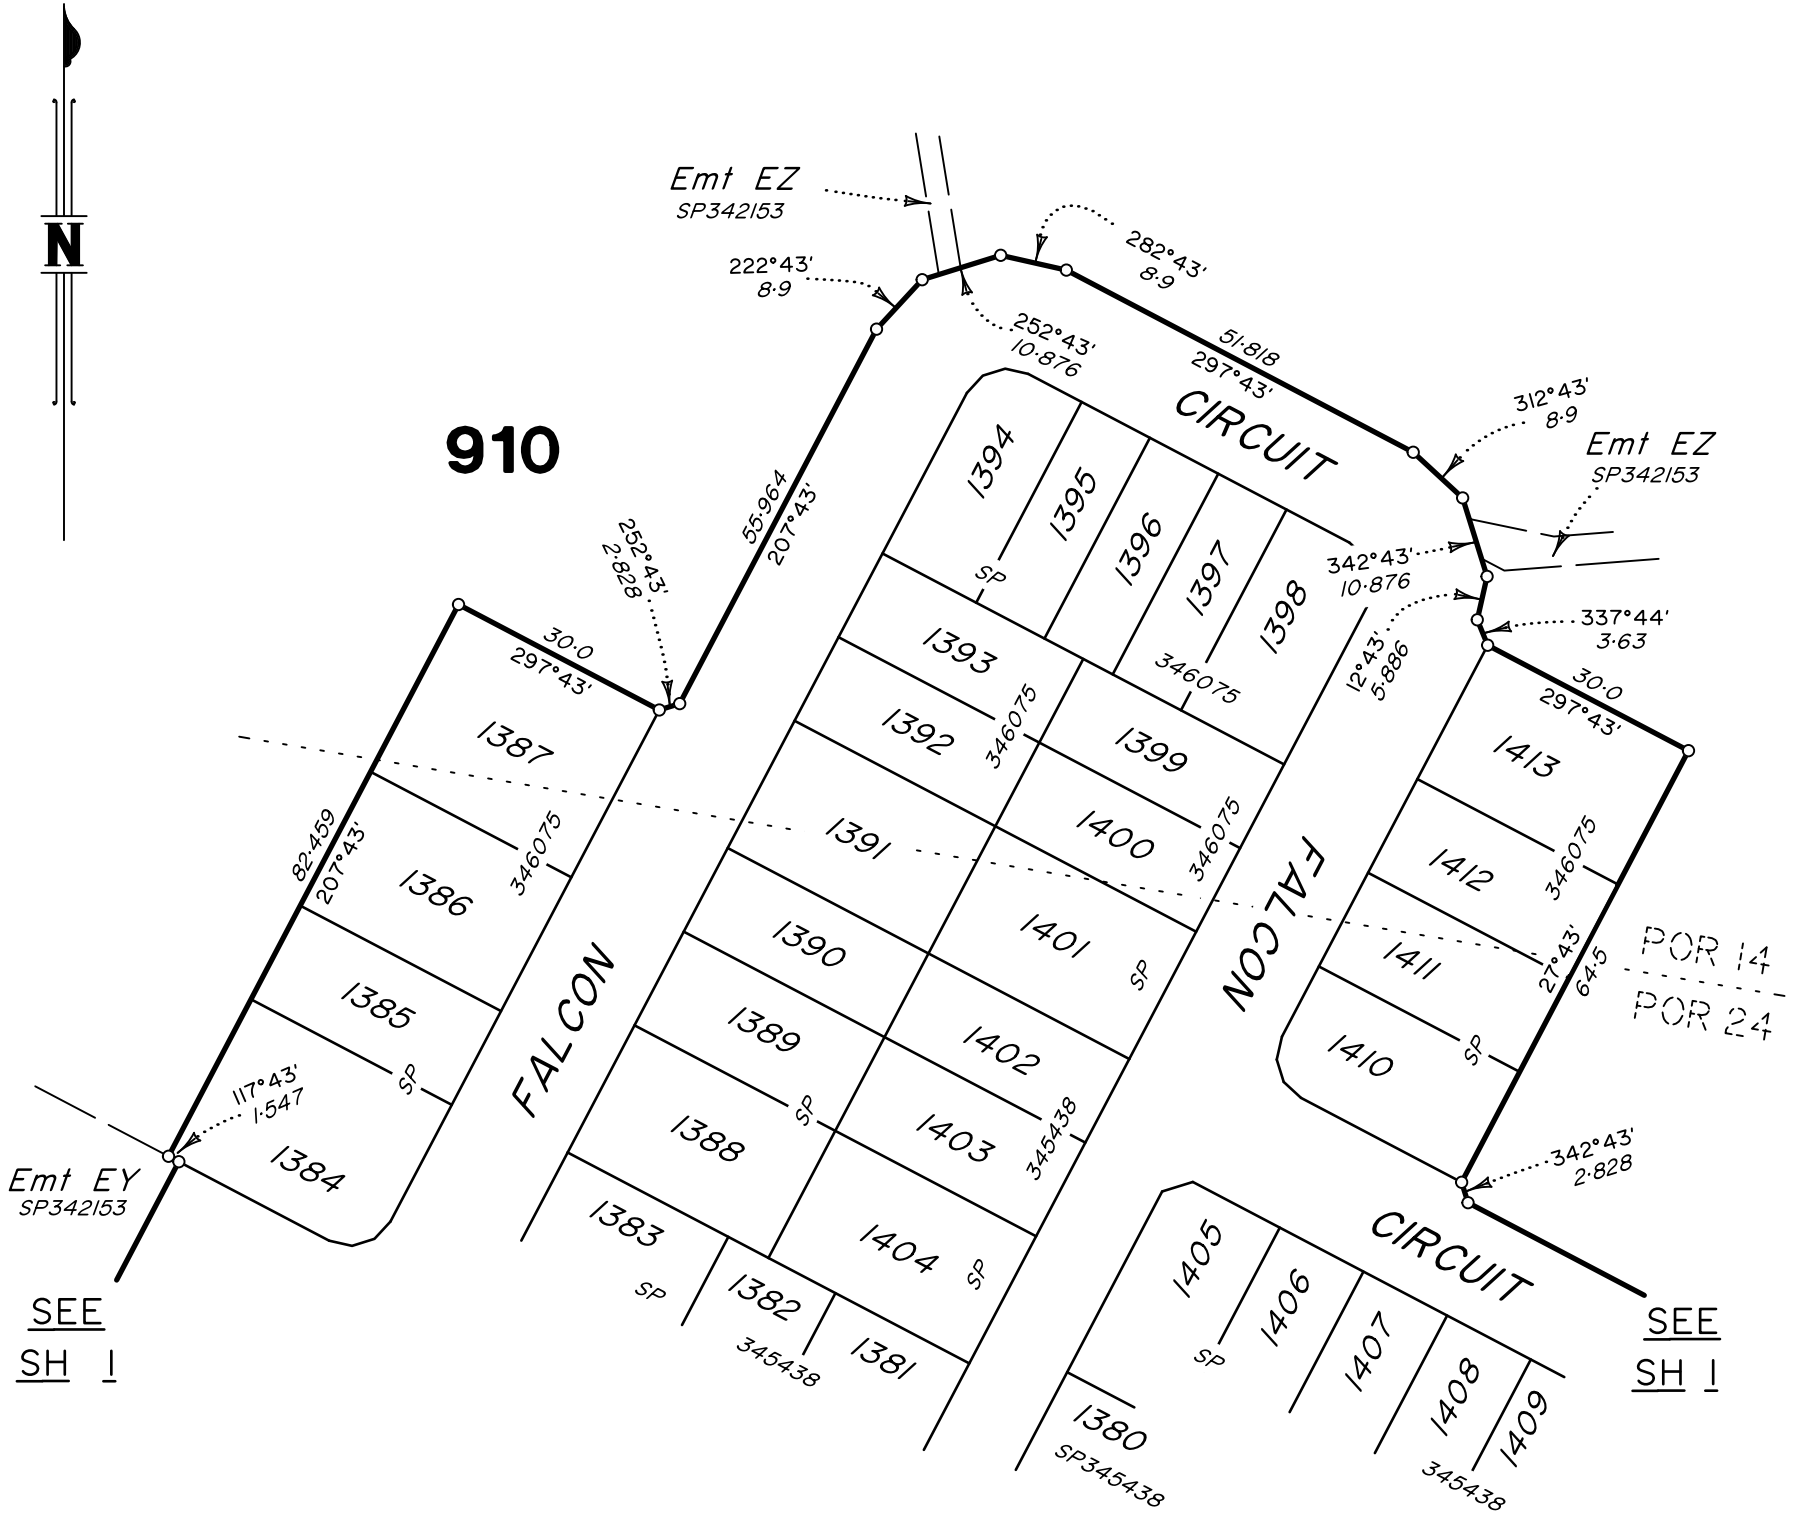 N
Emt EZ
SP342153
222°43'
8·9
282°43'
8·9
252°43'
10·876
51·818
297°43'
CIRCUIT
312°43'
8·9
Emt EZ
SP342153
910
55·964
207°43'
252°43'
2·828
342°43'
10·876
337°44'
3·63
12°43'
5·886
30·0
297°43'
30·0
297°43'
1394
1395
1396
1397
1398
SP
346075
1393
1392
346075
1399
1400
346075
1391
1401
SP
1390
1402
1389
1403
345438
SP
1388
1404
SP
1387
1386
346075
1385
SP
1384
82·459
207°43'
117°43'
1·547
Emt EY
SP342153
SEE
SH 1
FALCON
FALCON
1413
346075
1412
1411
1410
SP
27°43'
64·5
POR 14
POR 24
342°43'
2·828
CIRCUIT
1383
SP
1382
345438
1381
1405
SP
1406
1407
1408
1409
345438
1380
SP345438
SEE
SH 1